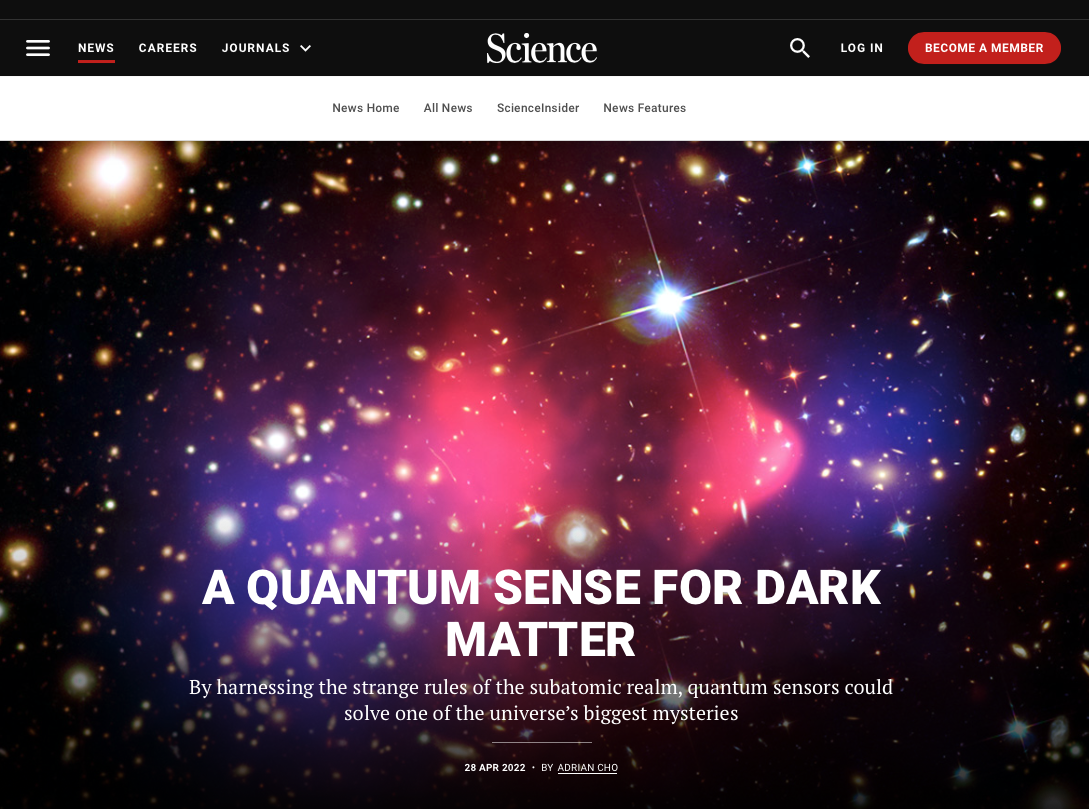 NEWS CAREERS JOURNALS Science LOG IN BECOME A MEMBER
News Home All News ScienceInsider News Features
A QUANTUM SENSE FOR DARK
MATTER
By harnessing the strange rules of the subatomic realm, quantum sensors could
solve one of the universe’s biggest mysteries
28 APR 2022 • BY ADRIAN CHO